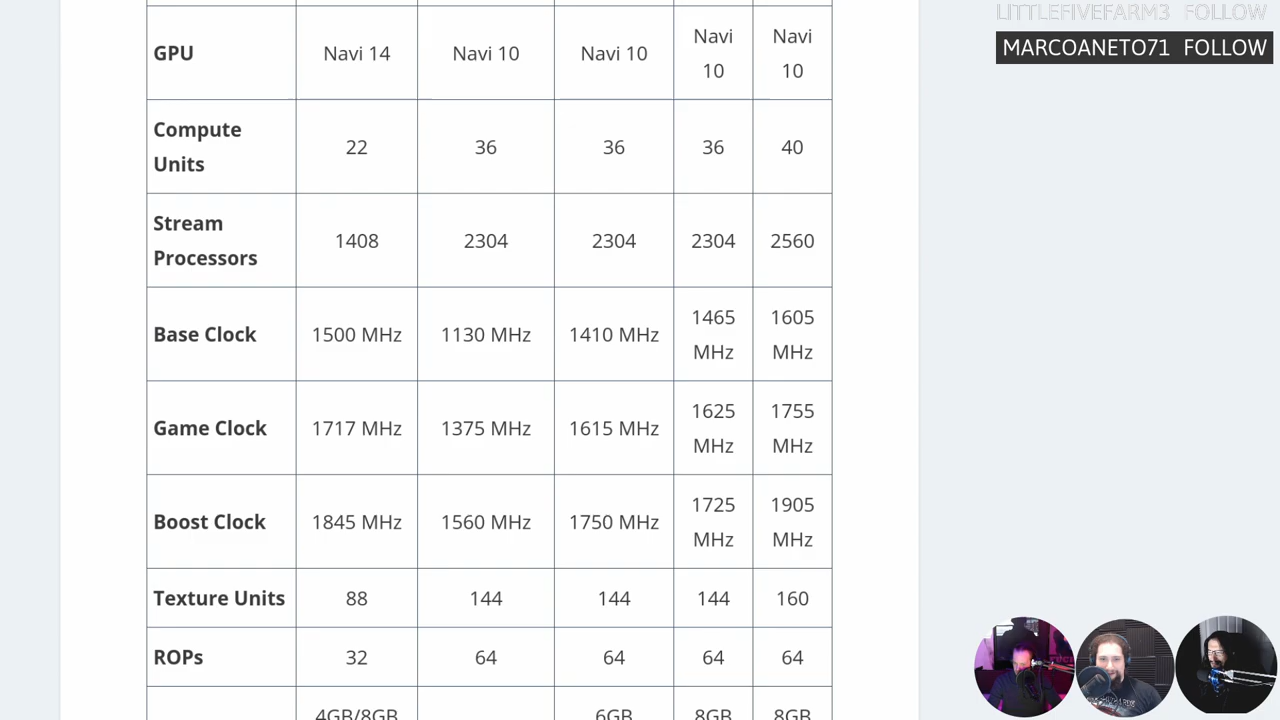 LITTLEFIVEFARM3 FOLLOW
MARCOANETO71 FOLLOW
GPU Navi 14 Navi 10 Navi 10 Navi 10 Navi 10
Compute Units 22 36 36 36 40
Stream Processors 1408 2304 2304 2304 2560
Base Clock 1500 MHz 1130 MHz 1410 MHz 1465 MHz 1605 MHz
Game Clock 1717 MHz 1375 MHz 1615 MHz 1625 MHz 1755 MHz
Boost Clock 1845 MHz 1560 MHz 1750 MHz 1725 MHz 1905 MHz
Texture Units 88 144 144 144 160
ROPs 32 64 64 64 64
4GB/8GB 6GB 8GB 8GB